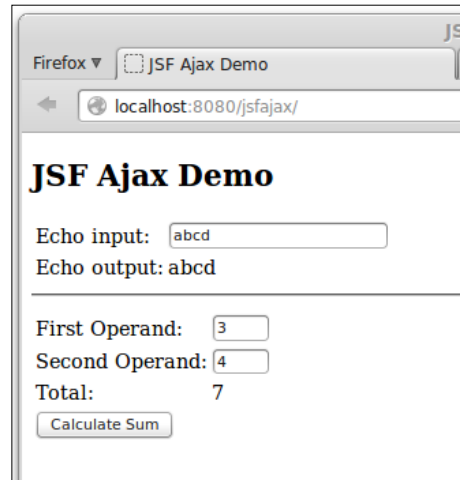 JS
Firefox ▼ JSF Ajax Demo
localhost:8080/jsfajax/
JSF Ajax Demo
Echo input: abcd
Echo output: abcd
First Operand: 3
Second Operand: 4
Total: 7
Calculate Sum